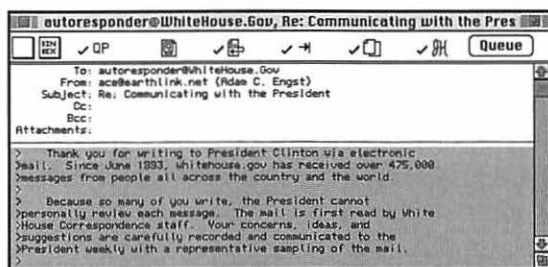 autoresponder@WhiteHouse.Gov, Re: Communicating with the Pres
BIN HEX QP Queue
To: autoresponder@WhiteHouse.Gov
From: ace@earthlink.net (Adam C. Engst)
Subject: Re: Communicating with the President
Cc:
Bcc:
Attachments:
> Thank you for writing to President Clinton via electronic
>mail. Since June 1993, whitehouse.gov has received over 475,000
>messages from people all across the country and the world.
>
> Because so many of you write, the President cannot
>personally review each message. The mail is first read by White
>House Correspondence staff. Your concerns, ideas, and
>suggestions are carefully recorded and communicated to the
>President weekly with a representative sampling of the mail.
>